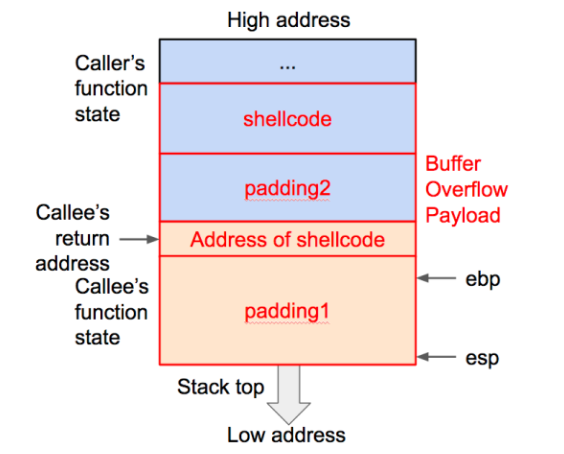 High address
Caller's
function
state
...
shellcode
padding2
Buffer
Overflow
Payload
Callee's
return
address
Address of shellcode
Callee's
function
state
padding1
ebp
esp
Stack top
Low address